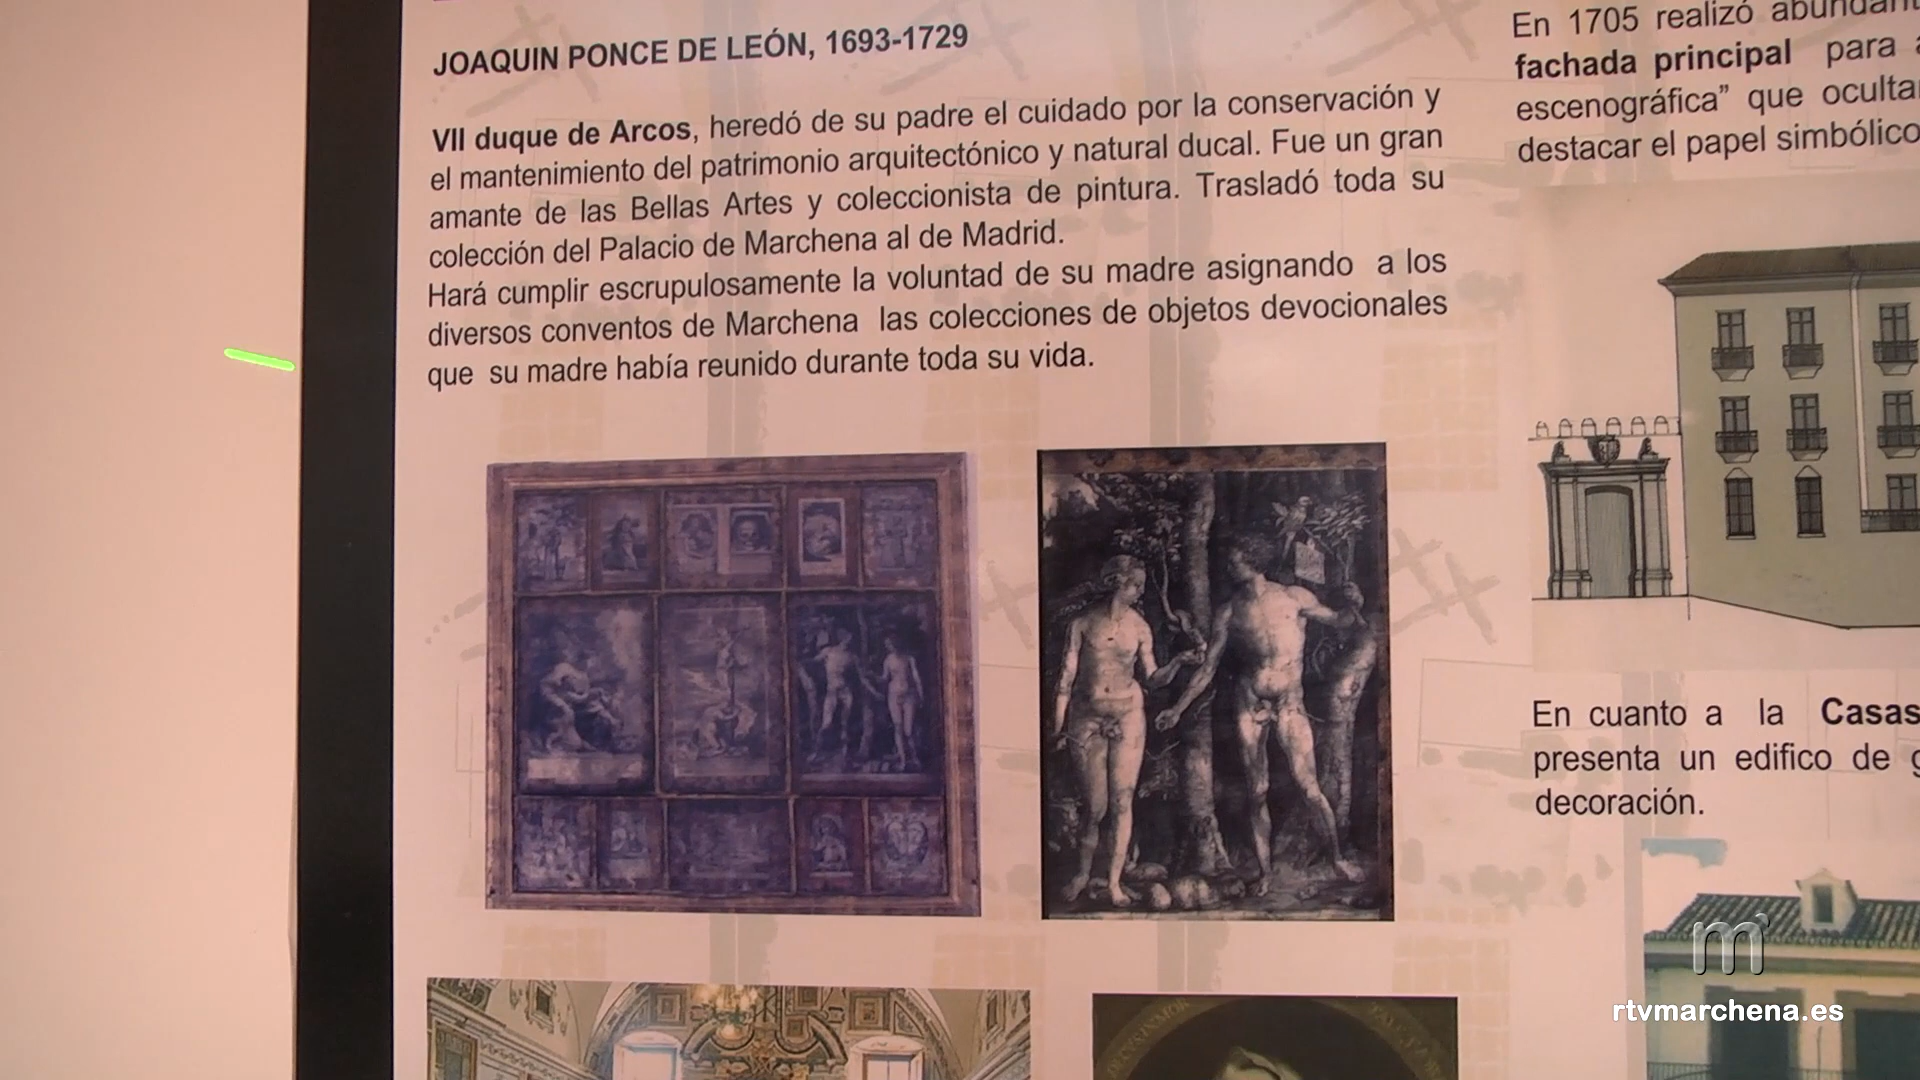 JOAQUIN PONCE DE LEÓN, 1693-1729
VII duque de Arcos, heredó de su padre el cuidado por la conservación y
el mantenimiento del patrimonio arquitectónico y natural ducal. Fue un gran
amante de las Bellas Artes y coleccionista de pintura. Trasladó toda su
colección del Palacio de Marchena al de Madrid.
Hará cumplir escrupulosamente la voluntad de su madre asignando a los
diversos conventos de Marchena las colecciones de objetos devocionales
que su madre había reunido durante toda su vida.
En 1705 realizó
fachada principal para
escenográfica” que
destacar el papel simbólico
En cuanto a la Casas
presenta un edifico de
decoración.
m
rtvmarchena.es